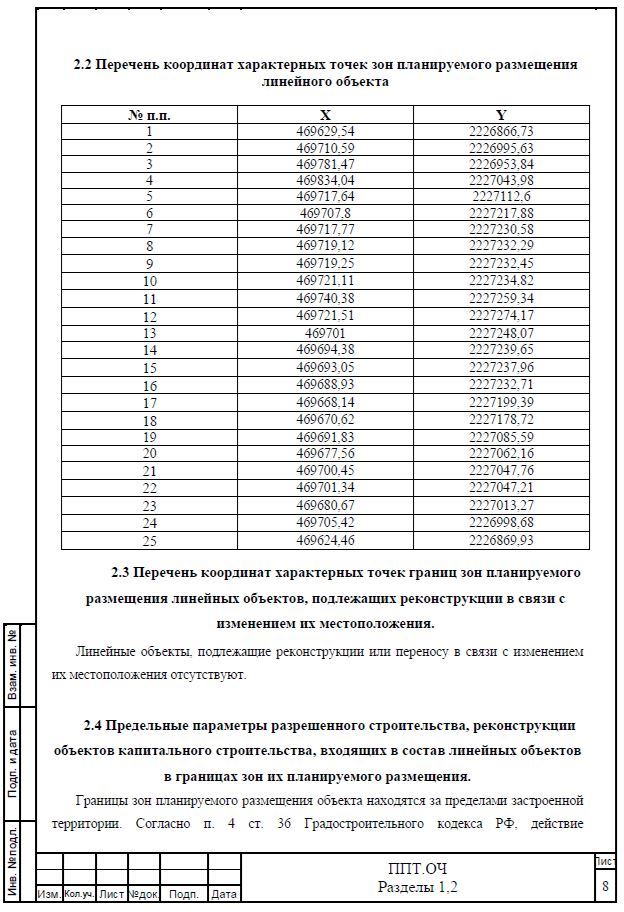 2.2 Перечень координат характерных точек зон планируемого размещения
линейного объекта
№ п.п. X Y
1 469629,54 2226866,73
2 469710,59 2226995,63
3 469781,47 2226953,84
4 469834,04 2227043,98
5 469717,64 2227112,6
6 469707,8 2227217,88
7 469717,77 2227230,58
8 469719,12 2227232,29
9 469719,25 2227232,45
10 469721,11 2227234,82
11 469740,38 2227259,34
12 469721,51 2227274,17
13 469701 2227248,07
14 469694,38 2227239,65
15 469693,05 2227237,96
16 469688,93 2227232,71
17 469668,14 2227199,39
18 469670,62 2227178,72
19 469691,83 2227085,59
20 469677,56 2227062,16
21 469700,45 2227047,76
22 469701,34 2227047,21
23 469680,67 2227013,27
24 469705,42 2226998,68
25 469624,46 2226869,93
2.3 Перечень координат характерных точек границ зон планируемого
размещения линейных объектов, подлежащих реконструкции в связи с
изменением их местоположения.
Линейные объекты, подлежащие реконструкции или переносу в связи с изменением
их местоположения отсутствуют.
2.4 Предельные параметры разрешенного строительства, реконструкции
объектов капитального строительства, входящих в состав линейных объектов
в границах зон их планируемого размещения.
Границы зон планируемого размещения объекта находятся за пределами застроенной
территории. Согласно п. 4 ст. 36 Градостроительного кодекса РФ, действие
Взам. инв. №
Подп. и дата
Инв. №подл.
Изм. Кол.уч. Лист №док. Подп. Дата
ППТ.ОЧ
Разделы 1,2
Лист
8